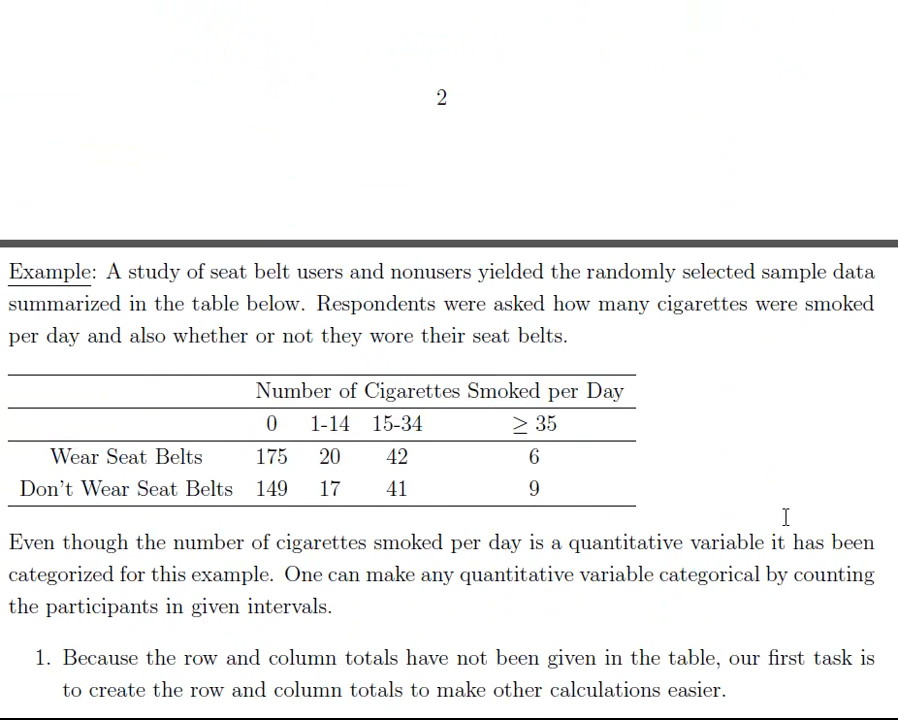 2
Example: A study of seat belt users and nonusers yielded the randomly selected sample data
summarized in the table below. Respondents were asked how many cigarettes were smoked
per day and also whether or not they wore their seat belts.
Number of Cigarettes Smoked per Day
0 1-14 15-34 ≥ 35
Wear Seat Belts 175 20 42 6
Don't Wear Seat Belts 149 17 41 9
Even though the number of cigarettes smoked per day is a quantitative variable it has been
categorized for this example. One can make any quantitative variable categorical by counting
the participants in given intervals.
1. Because the row and column totals have not been given in the table, our first task is
to create the row and column totals to make other calculations easier.